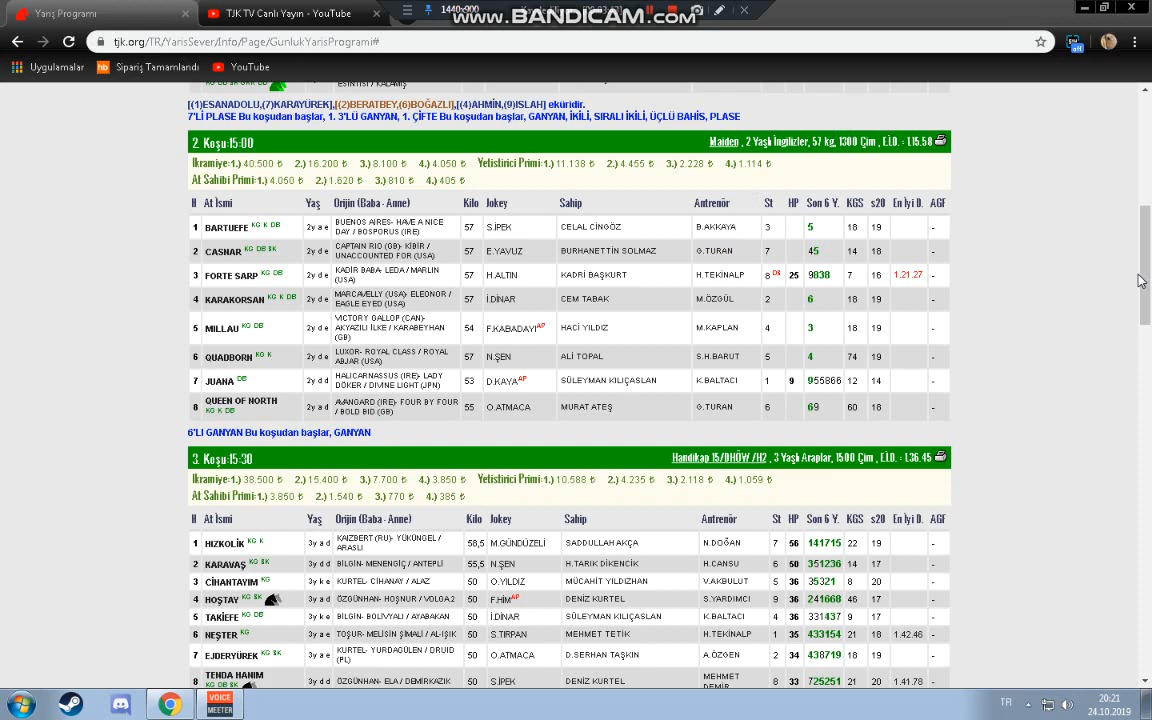 Yarış Programı
TJK TV Canlı Yayın - YouTube
1440x900
www.BANDICAM.com
tjk.org/TR/YarisSever/Info/Page/GunlukYarisProgrami#
off
Uygulamalar
hb Sipariş Tamamlandı
YouTube
ESINTISI / KALAMIŞ
[(1)ESANADOLU,(7)KARAYÜREK],[(2)BERATBEY,(6)BOĞAZLI],[(4)AHMİN,(9)ISLAH] eküridir.
7'Lİ PLASE Bu koşudan başlar, 1. 3'LÜ GANYAN, 1. ÇİFTE Bu koşudan başlar, GANYAN, İKİLİ, SIRALI İKİLİ, ÜÇLÜ BAHİS, PLASE
2. Koşu:15:00 Maiden , 2 Yaşlı İngilizler, 57 kg, 1300 Çim , E.İ.D. : 1.15.58
İkramiye:1.) 40.500 ₺ 2.) 16.200 ₺ 3.) 8.100 ₺ 4.) 4.050 ₺ Yetistirici Primi:1.) 11.138 ₺ 2.) 4.455 ₺ 3.) 2.228 ₺ 4.) 1.114 ₺
At Sahibi Primi:1.) 4.050 ₺ 2.) 1.620 ₺ 3.) 810 ₺ 4.) 405 ₺
N At İsmi Yaş Orijin (Baba - Anne) Kilo Jokey Sahip Antrenör St HP Son 6 Y. KGS s20 En İyi D. AGF
1 BARTUEFE KG K DB 2y a e BUENOS AIRES- HAVE A NICE DAY / BOSPORUS (IRE) 57 S.İPEK CELAL CİNGÖZ B.AKKAYA 3 5 18 19 -
2 CASNAR KG DB SK 2y d e CAPTAIN RIO (GB)- KİBİR / UNACCOUNTED FOR (USA) 57 E.YAVUZ BURHANETTİN SOLMAZ G.TURAN 7 45 14 18 -
3 FORTE SARP KG DB 2y d e KADİR BABA- LEDA / MARLIN (USA) 57 H.ALTIN KADRİ BAŞKURT H.TEKİNALP 8 DS 25 9838 7 16 1.21.27 -
4 KARAKORSAN KG K DB 2y d e MARCAVELLY (USA)- ELEONOR / EAGLE EYED (USA) 57 İ.DİNAR CEM TABAK M.ÖZGÜL 2 6 18 19 -
5 MILLAU KG DB 2y d e VICTORY GALLOP (CAN)- AKYAZILI İLKE / KARABEYHAN (GB) 54 F.KABADAYI AP HACİ YILDIZ M.KAPLAN 4 3 18 19 -
6 QUADBORN KG K 2y d e LUXOR- ROYAL CLASS / ROYAL ABJAR (USA) 57 N.ŞEN ALİ TOPAL S.H.BARUT 5 4 74 19 -
7 JUANA DB 2y d d HALICARNASSUS (IRE)- LADY DÖKER / DIVINE LIGHT (JPN) 53 D.KAYA AP SÜLEYMAN KILIÇASLAN K.BALTACI 1 9 955866 12 14 -
8 QUEEN OF NORTH KG K DB 2y a d AVANGARD (IRE)- FOUR BY FOUR / BOLD BID (GB) 55 O.ATMACA MURAT ATEŞ G.TURAN 6 69 60 18 -
6'LI GANYAN Bu koşudan başlar, GANYAN
3. Koşu:15:30 Handikap 15/DHÖW /H2 , 3 Yaşlı Araplar, 1500 Çim , E.İ.D. : 1.36.45
İkramiye:1.) 38.500 ₺ 2.) 15.400 ₺ 3.) 7.700 ₺ 4.) 3.850 ₺ Yetistirici Primi:1.) 10.588 ₺ 2.) 4.235 ₺ 3.) 2.118 ₺ 4.) 1.059 ₺
At Sahibi Primi:1.) 3.850 ₺ 2.) 1.540 ₺ 3.) 770 ₺ 4.) 385 ₺
N At İsmi Yaş Orijin (Baba - Anne) Kilo Jokey Sahip Antrenör St HP Son 6 Y. KGS s20 En İyi D. AGF
1 HIZKOLİK KG K 3y a d KAIZBERT (RU)- YÜKÜNGEL / ARASLI 58,5 M.GÜNDÜZELİ SADDULLAH AKÇA N.DOĞAN 7 56 141715 22 19 -
2 KARAVAŞ KG SK 3y d d BİLGİN- MENENGİÇ / ANTEPLİ 55,5 N.ŞEN H.TARIK DİKENCİK H.CANSU 6 50 351236 14 17 -
3 CİHANTAYIM KG 3y k e KURTEL- CİHANAY / ALAZ 50 O.YILDIZ MÜCAHİT YILDIZHAN V.AKBULUT 5 36 35321 8 20 -
4 HOŞTAY KG SK 3y a d ÖZGÜNHAN- HOŞNUR / VOLGA.2 50 F.HİM AP DENİZ KURTEL S.YARDIMCI 9 36 241668 46 17 -
5 TAKİEFE KG DB 3y k e BİLGİN- BOLİVYALI / AYABAKAN 50 İ.DİNAR SÜLEYMAN KILIÇASLAN K.BALTACI 4 36 331437 9 17 -
6 NEŞTER KG 3y a e TOŞUR- MELİSİN ŞİMALİ / AL-IŞIK 50 S.TIRPAN MEHMET TETİK H.TEKİNALP 1 35 433154 21 18 1.42.46 -
7 EJDERYÜREK KG SK 3y a e KURTEL- YURDAGÜLEN / DRUID (PL) 50 O.ATMACA D.SERHAN TAŞKIN A.ÖZGEN 2 34 438719 18 19 -
8 TENDA HANIM KG DB SK 3y d d ÖZGÜNHAN- ELA / DEMİRKAZIK 50 S.İPEK DENİZ KURTEL MEHMET DEMİR 8 33 725251 21 20 1.41.78 -
VOICE MEETER
TR
20:21
24.10.2019